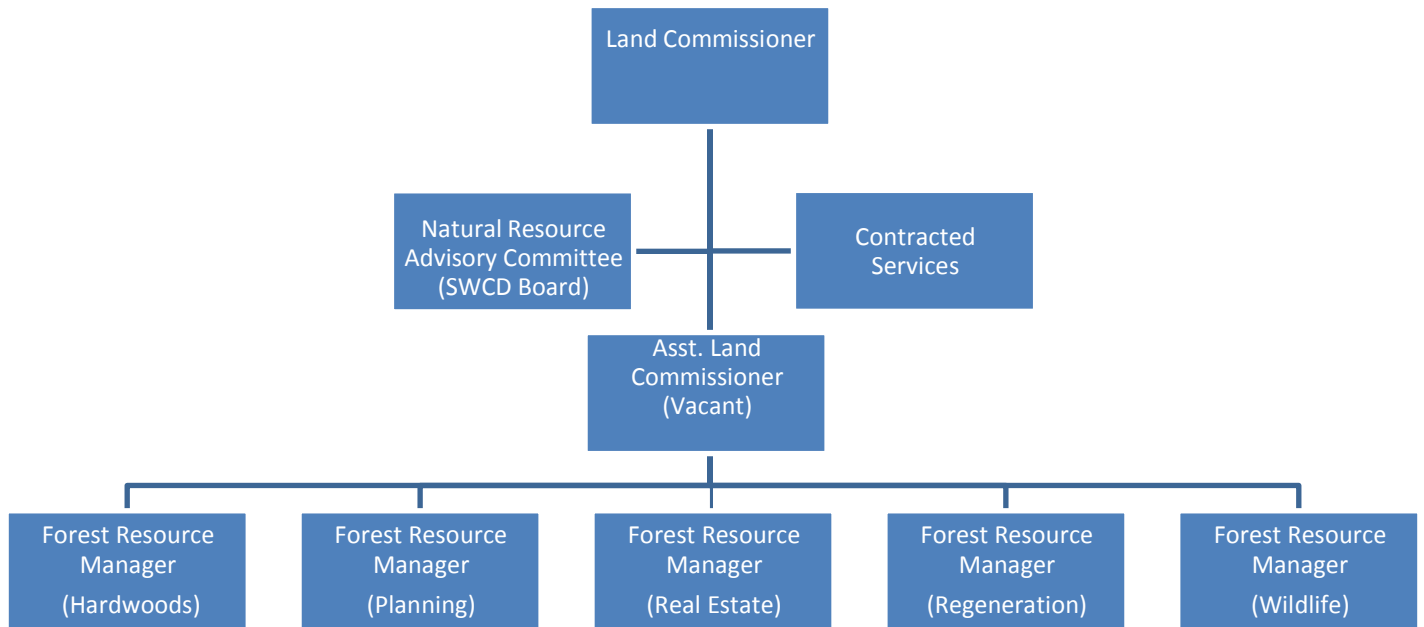 Land Commissioner
Natural Resource
Advisory Committee
(SWCD Board)
Contracted
Services
Asst. Land
Commissioner
(Vacant)
Forest Resource
Manager
(Hardwoods)
Forest Resource
Manager
(Planning)
Forest Resource
Manager
(Real Estate)
Forest Resource
Manager
(Regeneration)
Forest Resource
Manager
(Wildlife)